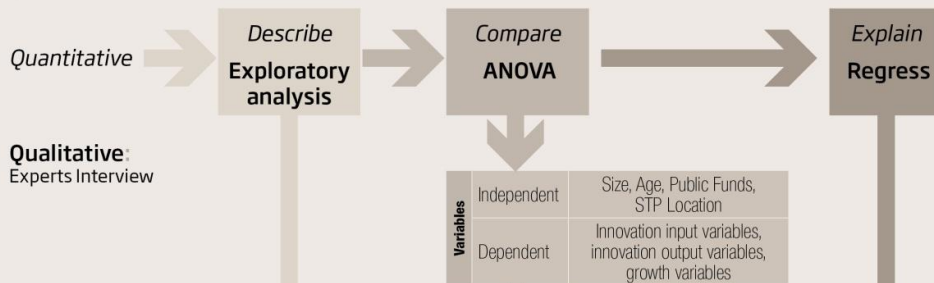 Quantitative
Describe
Exploratory
analysis
Compare
ANOVA
Explain
Regress
Qualitative:
Experts Interview
Variables
Independent
Size, Age, Public Funds,
STP Location
Dependent
Innovation input variables,
innovation output variables,
growth variables